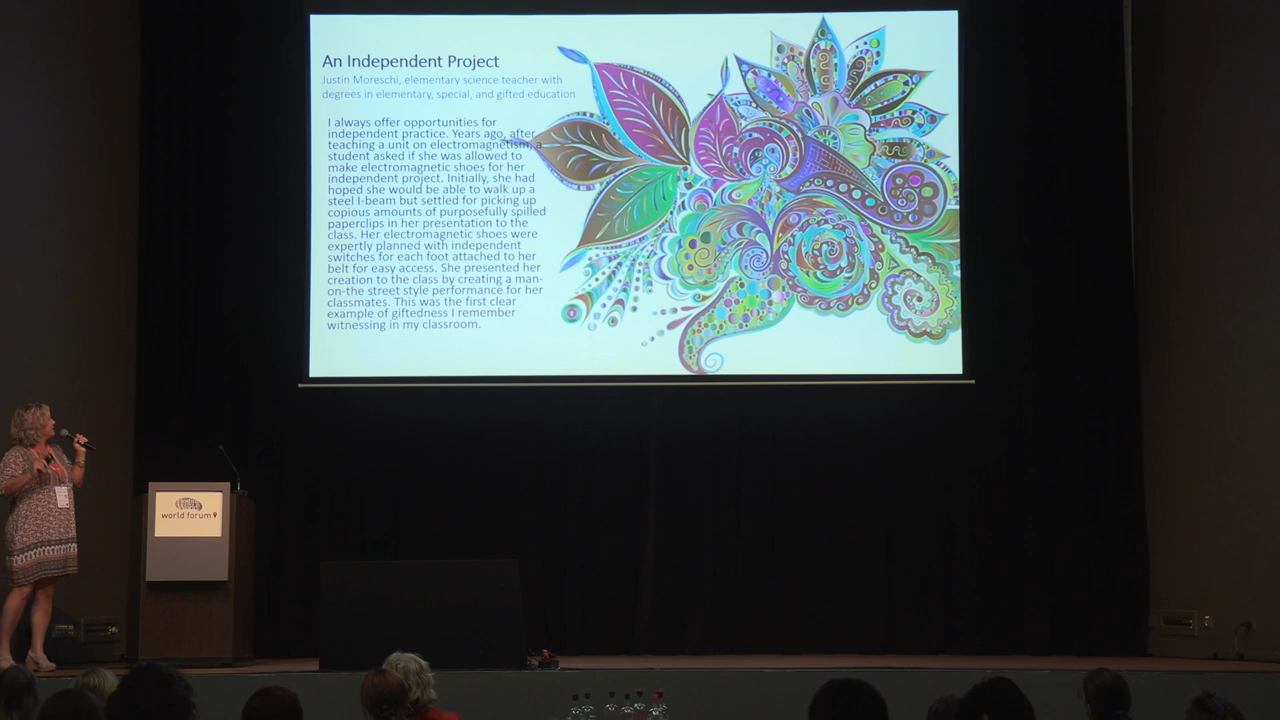 An Independent Project
Justin Moreschi, elementary science teacher with
degrees in elementary, special, and gifted education
I always offer opportunities for
independent practice. Years ago, after
teaching a unit on electromagnetism, a
student asked if she was allowed to
make electromagnetic shoes for her
independent project. Initially, she had
hoped she would be able to walk up a
steel I-beam but settled for picking up
copious amounts of purposefully spilled
paperclips in her presentation to the
class. Her electromagnetic shoes were
expertly planned with independent
switches for each foot attached to her
belt for easy access. She presented her
creation to the class by creating a man-
on-the street style performance for her
classmates. This was the first clear
example of giftedness I remember
witnessing in my classroom.
world forum